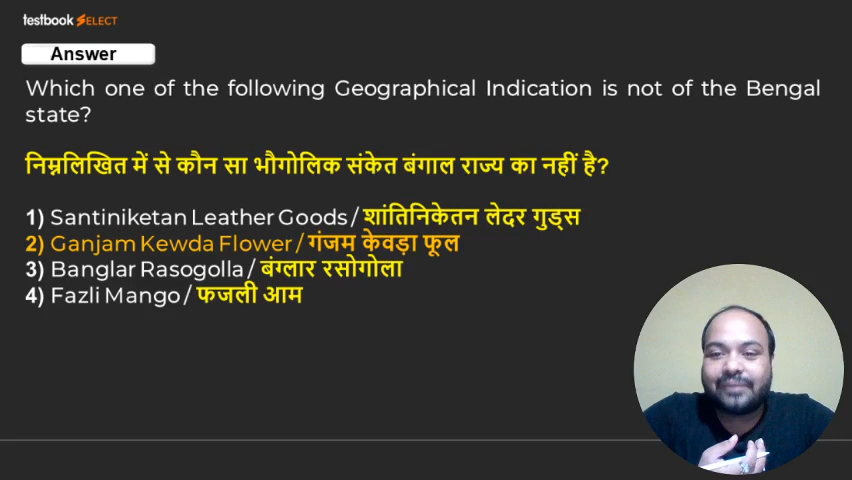 testbook SELECT
Answer
Which one of the following Geographical Indication is not of the Bengal
state?
निम्नलिखित में से कौन सा भौगोलिक संकेत बंगाल राज्य का नहीं है?
1) Santiniketan Leather Goods / शांतिनिकेतन लेदर गुड्स
2) Ganjam Kewda Flower / गंजम केवड़ा फूल
3) Banglar Rasogolla / बंग्लार रसोगोला
4) Fazli Mango / फजली आम